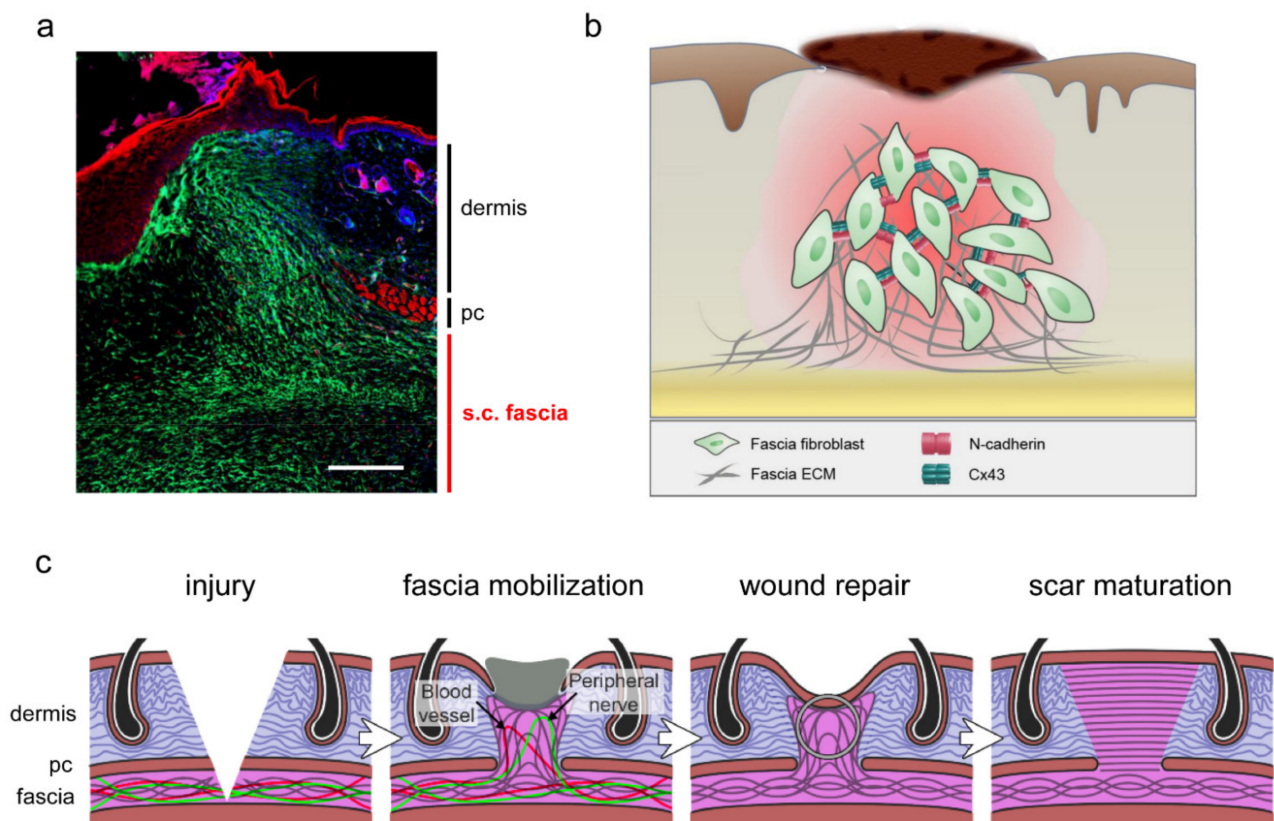 a
dermis
pc
s.c. fascia
b
Fascia fibroblast
N-cadherin
Fascia ECM
Cx43
c
injury
fascia mobilization
wound repair
scar maturation
Blood
vessel
Peripheral
nerve
dermis
pc
fascia